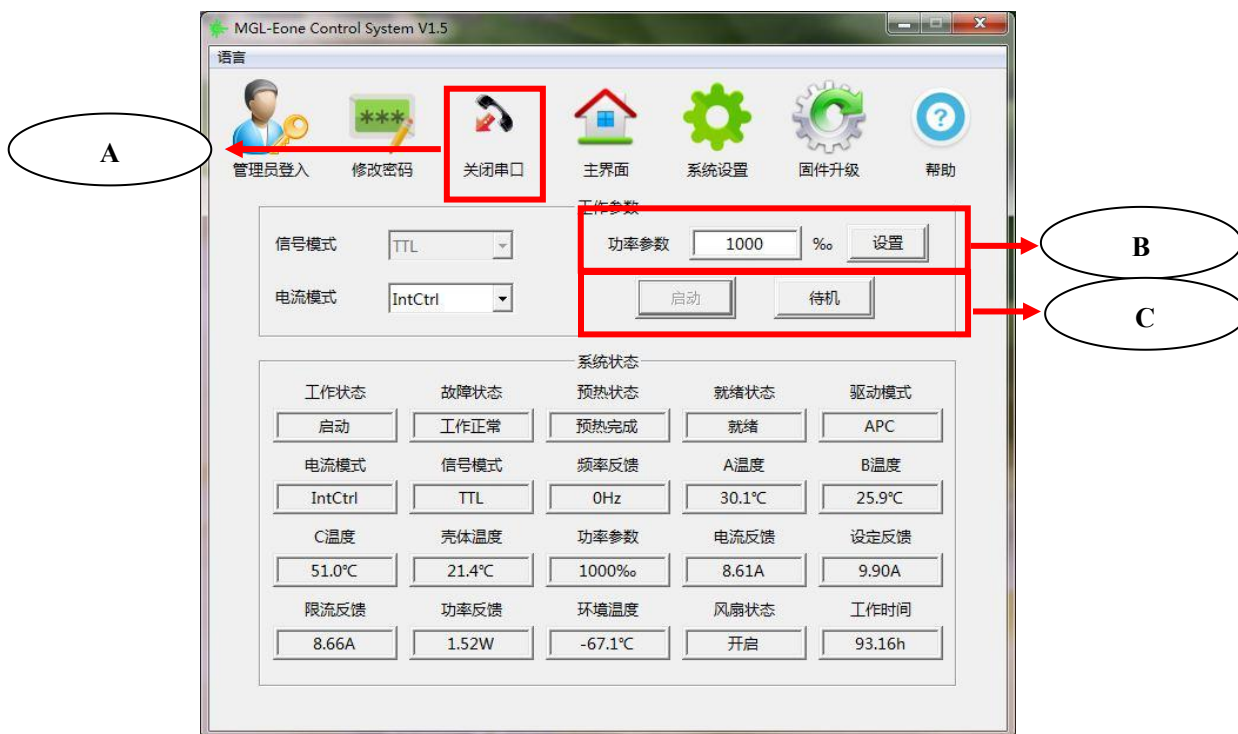 MGL-Eone Control System V1.5
语言
***
管理员登入 修改密码 关闭串口 主界面 系统设置 固件升级 帮助
A
工作参数
信号模式 TTL 功率参数 1000 ‰ 设置
B
电流模式 IntCtrl 启动 待机
C
系统状态
工作状态 故障状态 预热状态 就绪状态 驱动模式
启动 工作正常 预热完成 就绪 APC
电流模式 信号模式 频率反馈 A温度 B温度
IntCtrl TTL 0Hz 30.1℃ 25.9℃
C温度 壳体温度 功率参数 电流反馈 设定反馈
51.0℃ 21.4℃ 1000‰ 8.61A 9.90A
限流反馈 功率反馈 环境温度 风扇状态 工作时间
8.66A 1.52W -67.1℃ 开启 93.16h